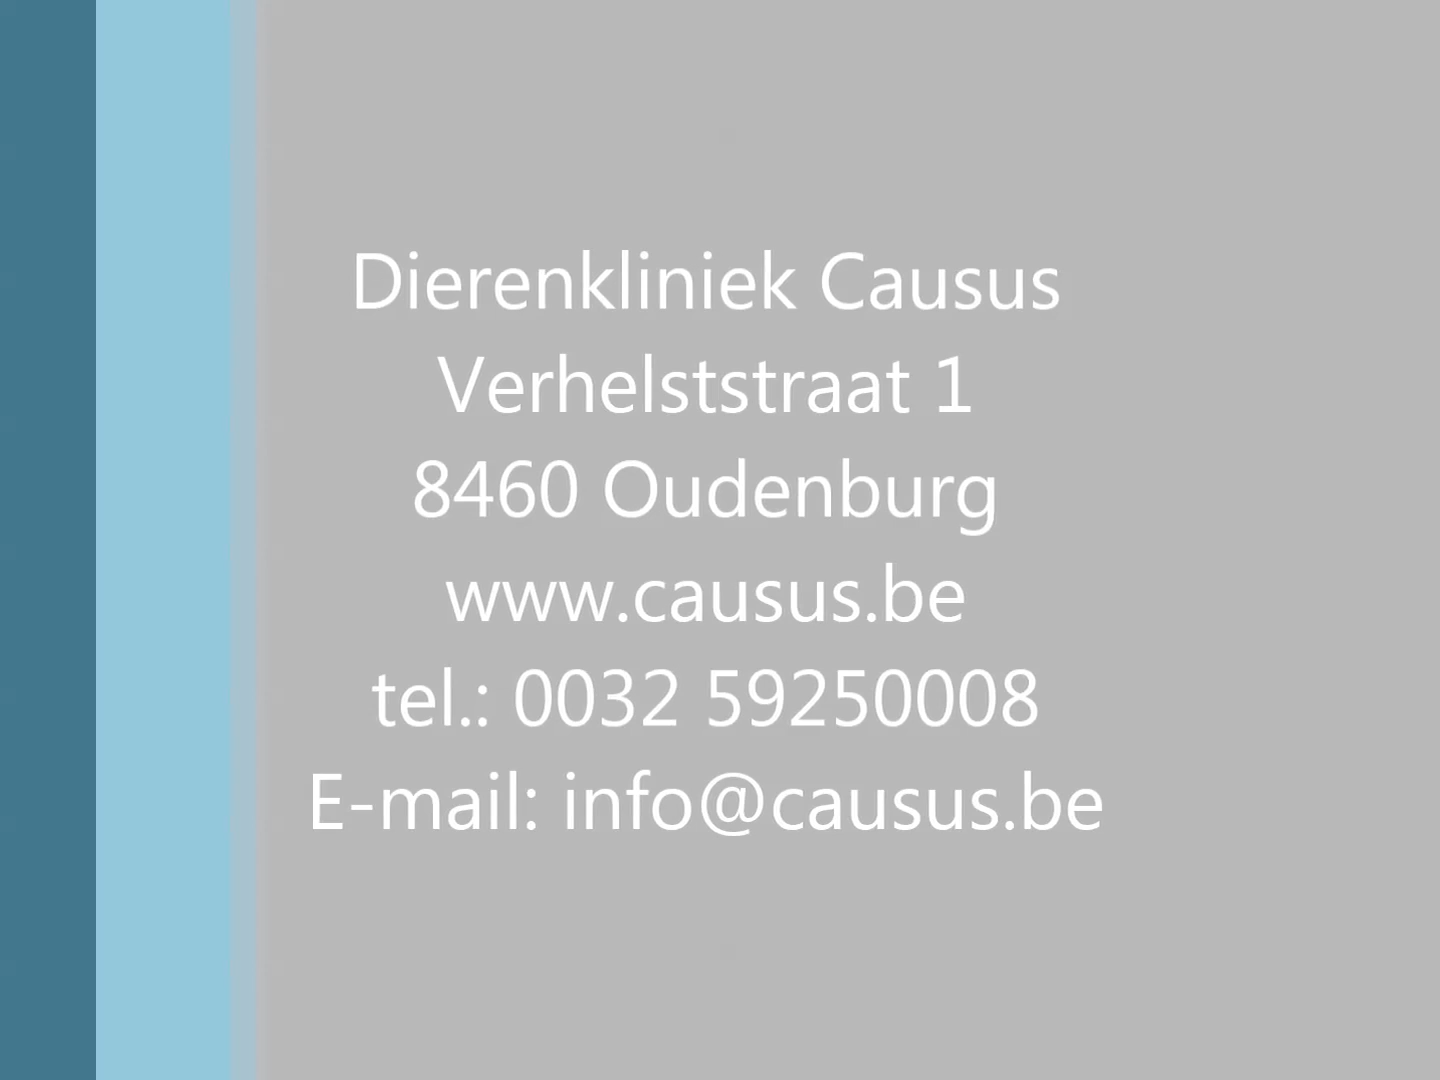 Dierenkliniek Causus
Verhelststraat 1
8460 Oudenburg
www.causus.be
tel.: 0032 59250008
E-mail: info@causus.be